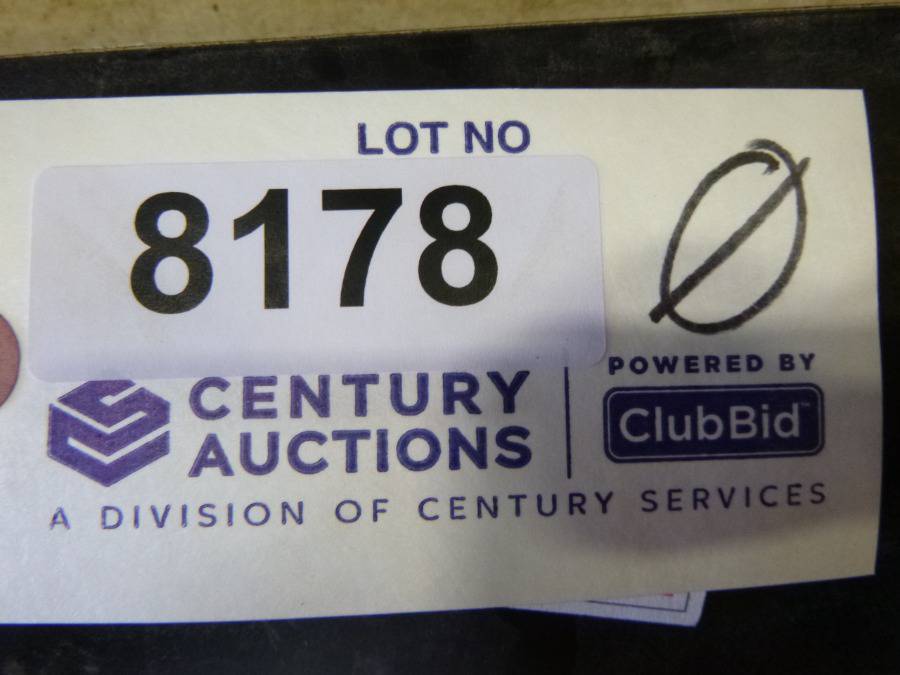 LOT NO
8178
Ø
CENTURY
AUCTIONS
POWERED BY
ClubBid™
A DIVISION OF CENTURY SERVICES